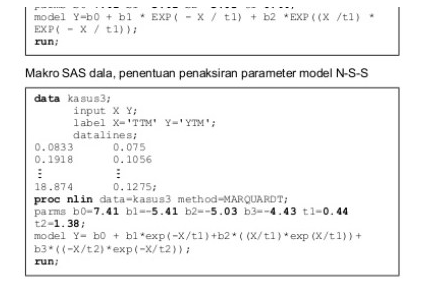 model Y=b0 + b1 * EXP( - X / t1) + b2 *EXP((X /t1) *
EXP( - X / t1));
run;
Makro SAS dala, penentuan penaksiran parameter model N-S-S
data kasus3;
input X Y;
label X='TTM' Y='YTM';
datalines;
0.0833 0.075
0.1918 0.1056
⋮ ⋮
18.874 0.1275;
proc nlin data=kasus3 method=MARQUARDT;
parms b0=7.41 b1=-5.41 b2=-5.03 b3=-4.43 t1=0.44
t2=1.38;
model Y= b0 + b1*exp(-X/t1)+b2*((X/t1)*exp(X/t1))+
b3*((-X/t2)*exp(-X/t2));
run;